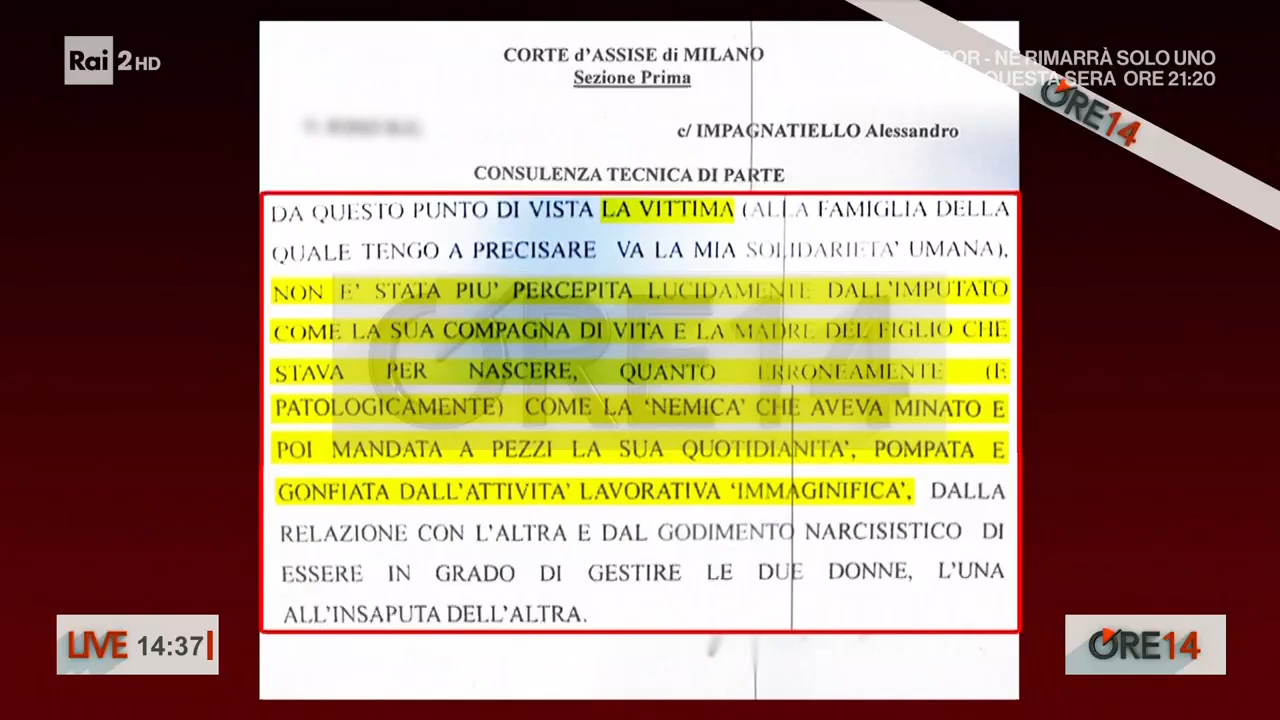 Rai 2HD
OR - NE RIMARRÀ SOLO UNO
QUESTA SERA ORE 21:20
ORE14
CORTE d'ASSISE di MILANO
Sezione Prima
c/ IMPAGNATIELLO Alessandro
CONSULENZA TECNICA DI PARTE
DA QUESTO PUNTO DI VISTA LA VITTIMA (ALLA FAMIGLIA DELLA
QUALE TENGO A PRECISARE VA LA MIA SOLIDARIETA' UMANA),
NON E' STATA PIU' PERCEPITA LUCIDAMENTE DALL'IMPUTATO
COME LA SUA COMPAGNA DI VITA E LA MADRE DEL FIGLIO CHE
STAVA PER NASCERE, QUANTO ERRONEAMENTE (E
PATOLOGICAMENTE) COME LA 'NEMICA' CHE AVEVA MINATO E
POI MANDATA A PEZZI LA SUA QUOTIDIANITA', POMPATA E
GONFIATA DALL'ATTIVITA' LAVORATIVA 'IMMAGINIFICA', DALLA
RELAZIONE CON L'ALTRA E DAL GODIMENTO NARCISISTICO DI
ESSERE IN GRADO DI GESTIRE LE DUE DONNE, L'UNA
ALL'INSAPUTA DELL'ALTRA.
ORE14
LIVE 14:37
ORE14